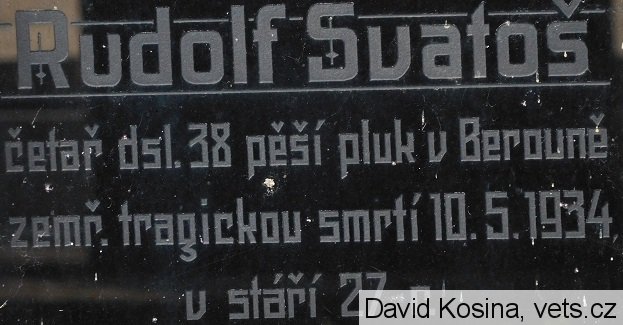 Rudolf Svatoš
četař dsl. 38 pěší pluk v Berouně
zemř. tragickou smrtí 10.5.1934
v stáří 27
David Kosina, vets.cz